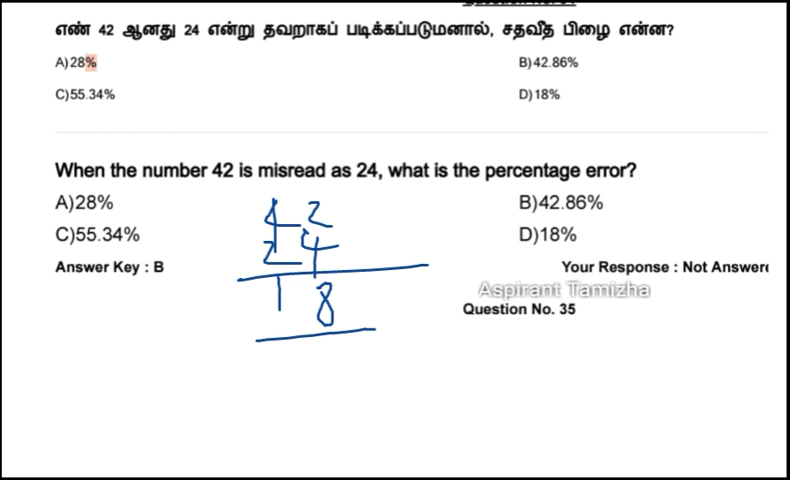 எண் 42 ஆனது 24 என்று தவறாகப் படிக்கப்படுமானால், சதவீத பிழை என்ன?
A)28% B)42.86%
C)55.34% D)18%
When the number 42 is misread as 24, what is the percentage error?
A)28% B)42.86%
C)55.34% D)18%
Answer Key : B Your Response : Not Answere
Aspirant Tamizha
Question No. 35
42
24
18